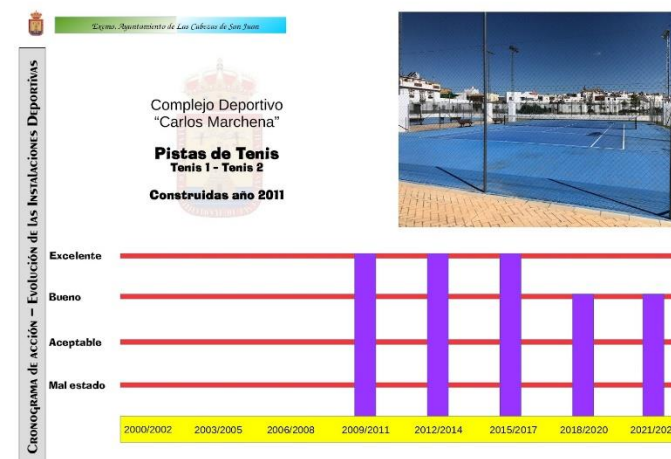 Excmo. Ayuntamiento de Las Cabezas de San Juan
Cronograma de acción – Evolución de las Instalaciones Deportivas
Complejo Deportivo
“Carlos Marchena”
Pistas de Tenis
Tenis 1 - Tenis 2
Construidas año 2011
Excelente
Bueno
Aceptable
Mal estado
2000/2002 2003/2005 2006/2008 2009/2011 2012/2014 2015/2017 2018/2020 2021/202